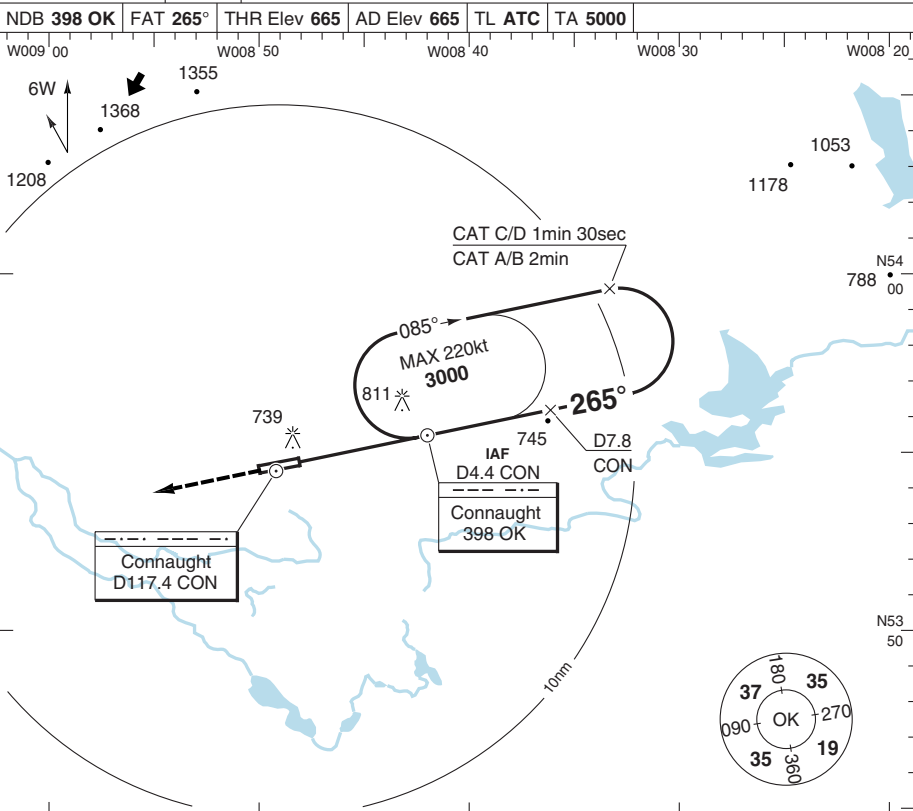 NDB 398 OK FAT 265° THR Elev 665 AD Elev 665 TL ATC TA 5000
W009 00 W008 50 W008 40 W008 30 W008 20
6W
1368
1355
1208
1053
1178
CAT C/D 1min 30sec
CAT A/B 2min
N54
00
788
085°
MAX 220kt
3000
811
265°
739
745
D7.8
CON
IAF
D4.4 CON
Connaught
398 OK
Connaught
D117.4 CON
N53
50
10nm
180
37
35
090
OK
270
35
19
360